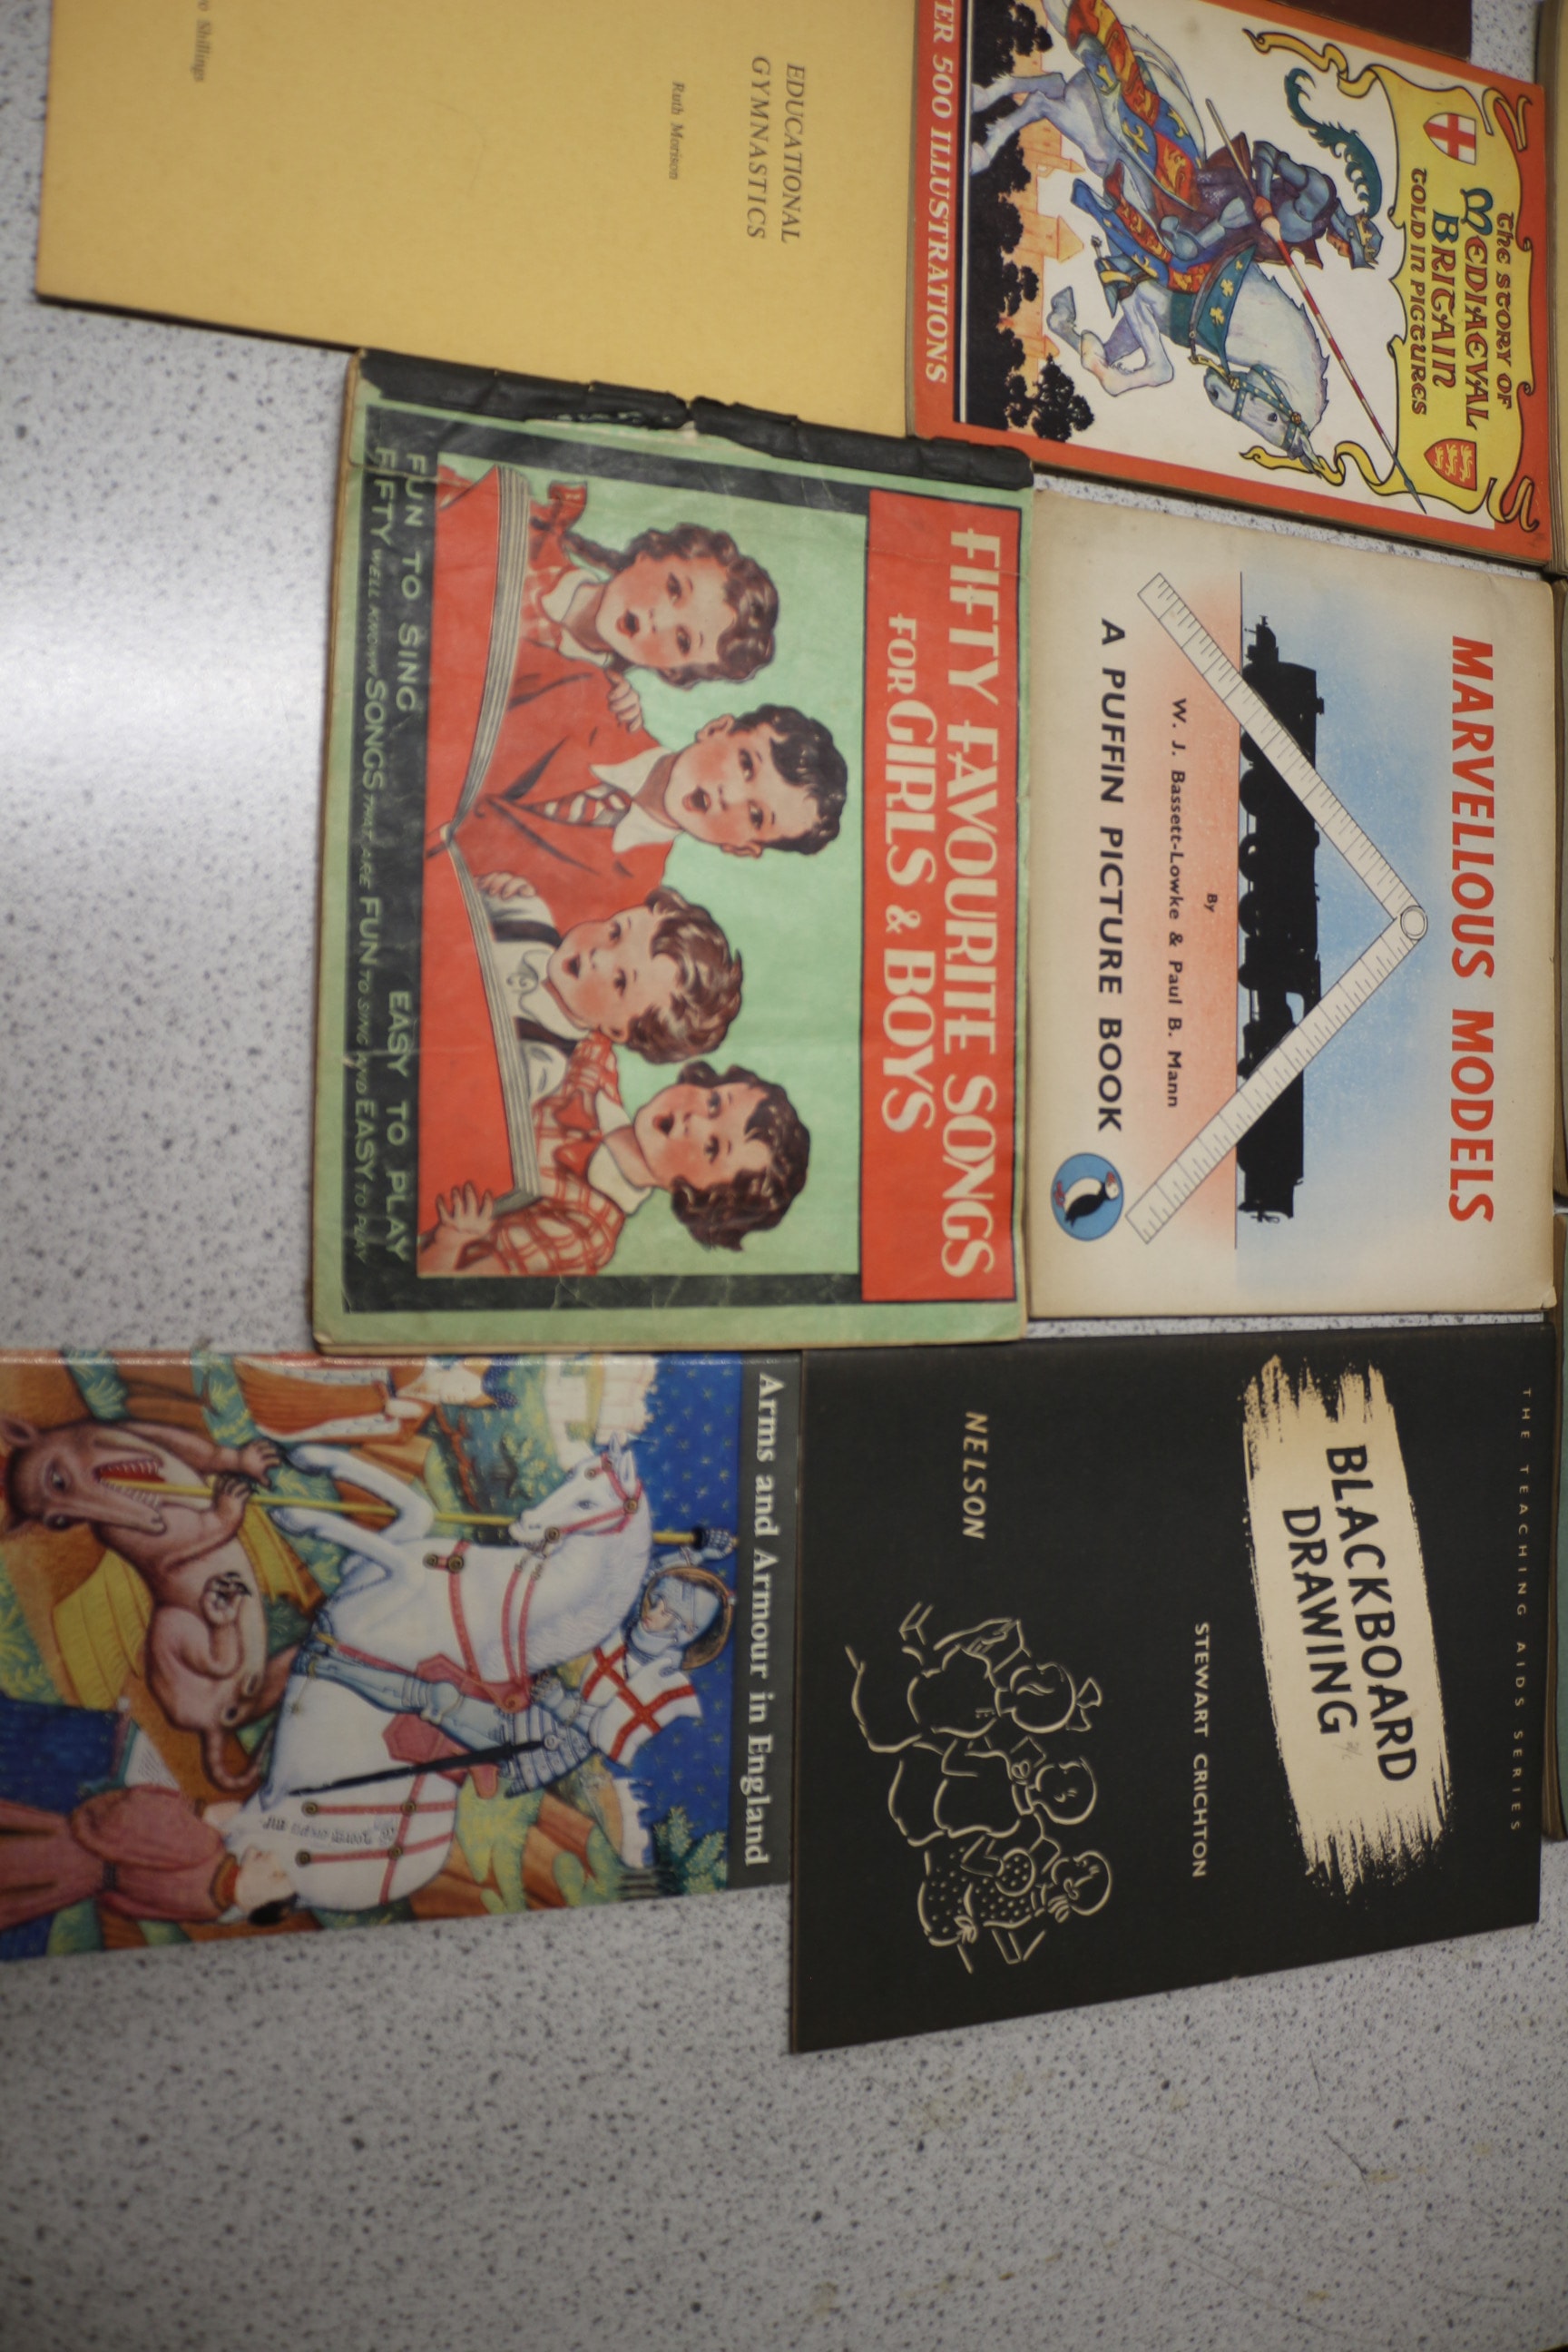 EDUCATIONAL
GYMNASTICS
Ruth Morison
Shillings
The STORY OF
MEDIAEVAL
BRITAIN
TOLD IN PICTURES
500 ILLUSTRATIONS
MARVELLOUS MODELS
By
W. J. Bassett-Lowke & Paul B. Mann
A PUFFIN PICTURE BOOK
FIFTY FAVOURITE SONGS
FOR GIRLS & BOYS
FUN TO SING EASY TO PLAY
FIFTY WELL KNOWN SONGS THAT ARE FUN TO SING AND EASY TO PLAY
THE TEACHING AIDS SERIES
BLACKBOARD
DRAWING
STEWART CRICHTON
NELSON
Arms and Armour in England